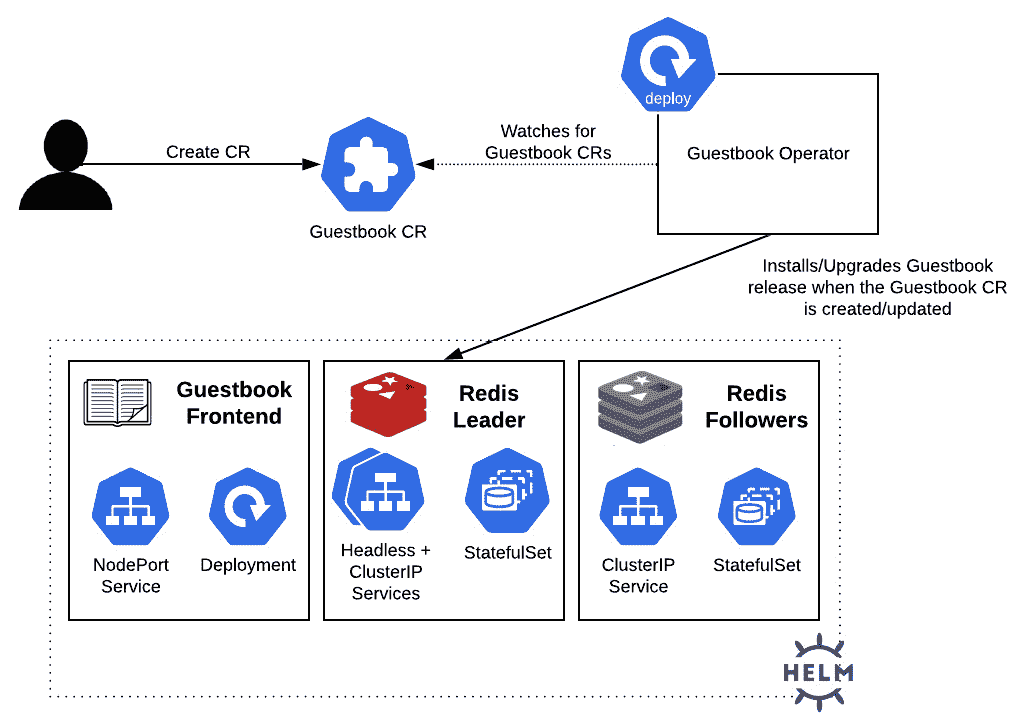 deploy
Create CR
Watches for
Guestbook CRs
Guestbook Operator
Guestbook CR
Installs/Upgrades Guestbook
release when the Guestbook CR
is created/updated
Guestbook
Frontend
NodePort
Service
Deployment
Redis
Leader
Headless +
ClusterIP
Services
StatefulSet
Redis
Followers
ClusterIP
Service
StatefulSet
HELM